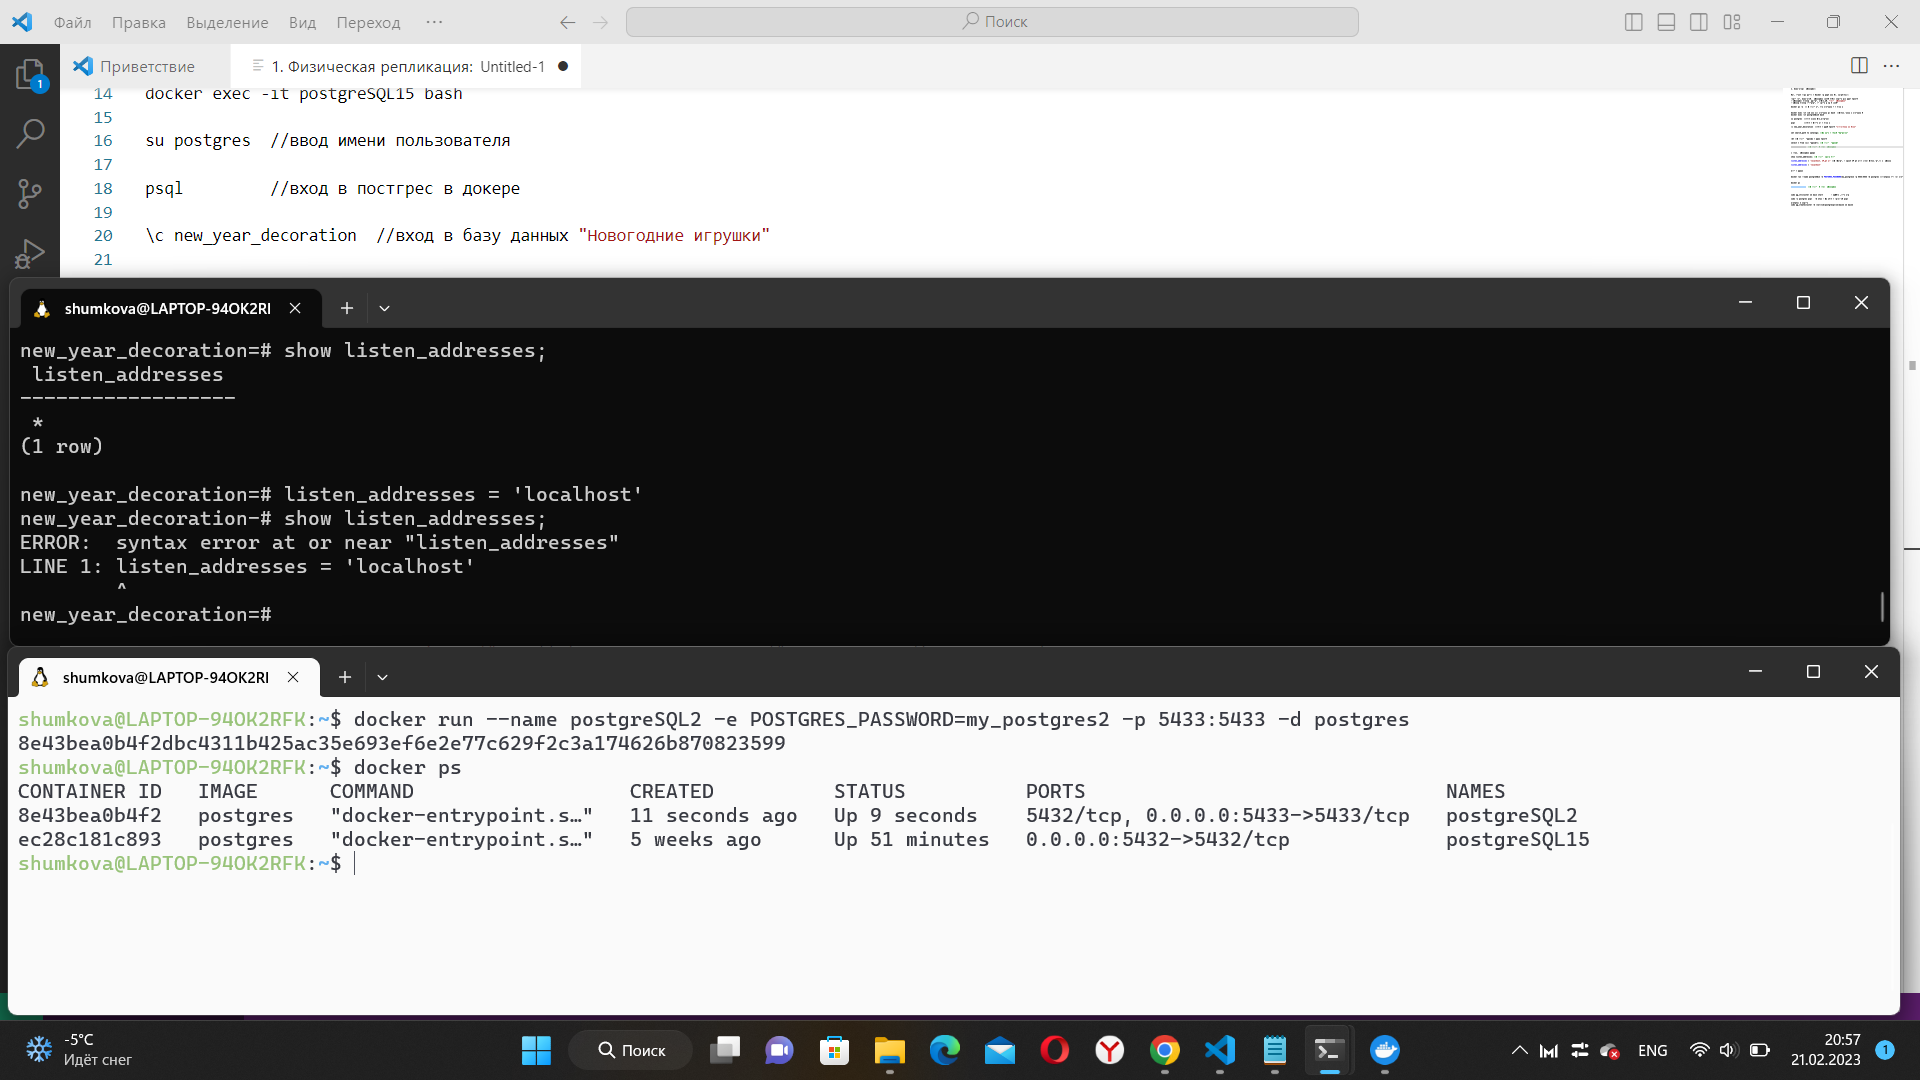 Файл Правка Выделение Вид Переход ··· Поиск
Приветствие 1. Физическая репликация: Untitled-1
14 docker exec -it postgreSQL15 bash
15
16 su postgres //ввод имени пользователя
17
18 psql //вход в постгрес в докере
19
20 \c new_year_decoration //вход в базу данных "Новогодние игрушки"
21
1
shumkova@LAPTOP-94OK2RI
new_year_decoration=# show listen_addresses;
listen_addresses
------------------
*
(1 row)
new_year_decoration=# listen_addresses = 'localhost'
new_year_decoration-# show listen_addresses;
ERROR:  syntax error at or near "listen_addresses"
LINE 1: listen_addresses = 'localhost'
^
new_year_decoration=#
shumkova@LAPTOP-94OK2RI
shumkova@LAPTOP-94OK2RFK:~$ docker run --name postgreSQL2 -e POSTGRES_PASSWORD=my_postgres2 -p 5433:5433 -d postgres
8e43bea0b4f2dbc4311b425ac35e693ef6e2e77c629f2c3a174626b870823599
shumkova@LAPTOP-94OK2RFK:~$ docker ps
CONTAINER ID   IMAGE      COMMAND                  CREATED          STATUS          PORTS                              NAMES
8e43bea0b4f2   postgres   "docker-entrypoint.s…"   11 seconds ago   Up 9 seconds    5432/tcp, 0.0.0.0:5433->5433/tcp   postgreSQL2
ec28c181c893   postgres   "docker-entrypoint.s…"   5 weeks ago      Up 51 minutes   0.0.0.0:5432->5432/tcp             postgreSQL15
shumkova@LAPTOP-94OK2RFK:~$
-5°C
Идёт снег
Поиск
ENG
20:57
21.02.2023
1